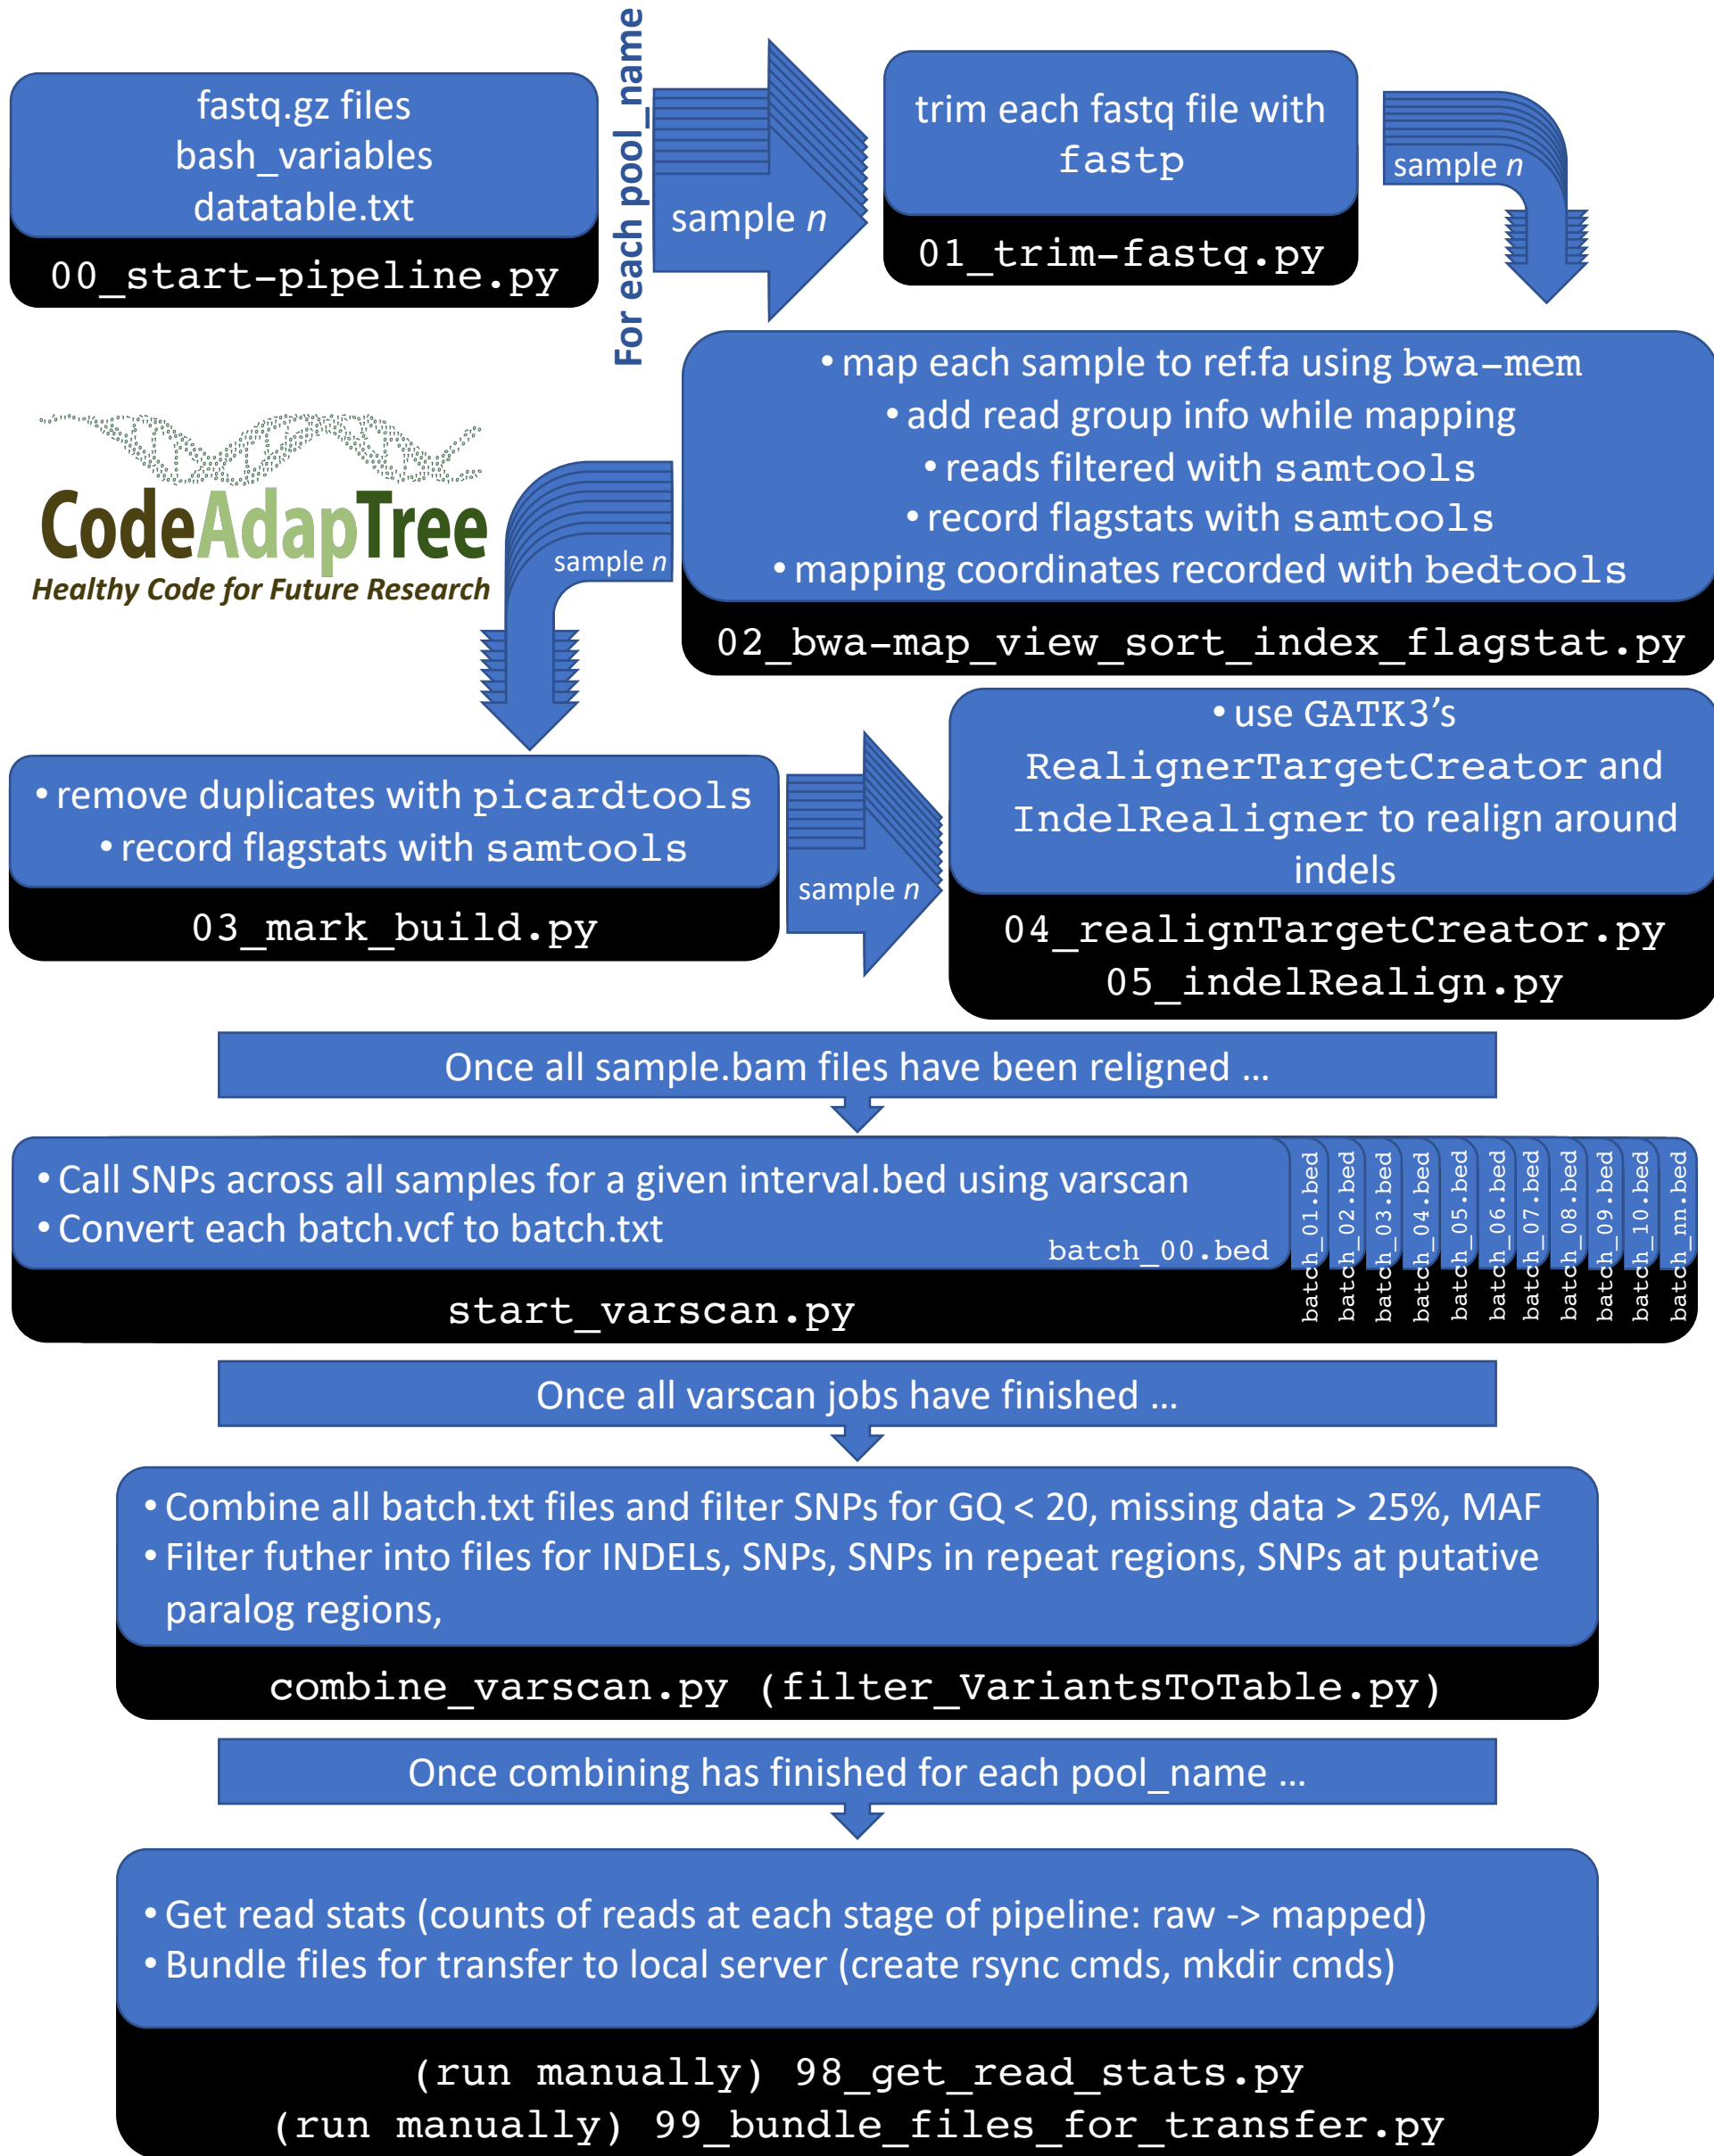 fastq.gz files
bash_variables
datatable.txt
00_start-pipeline.py
For each pool_name
sample n
trim each fastq file with
fastp
01_trim-fastq.py
sample n
• map each sample to ref.fa using bwa-mem
• add read group info while mapping
• reads filtered with samtools
• record flagstats with samtools
• mapping coordinates recorded with bedtools
02_bwa-map_view_sort_index_flagstat.py
CodeAdapTree
Healthy Code for Future Research
sample n
• remove duplicates with picardtools
• record flagstats with samtools
03_mark_build.py
sample n
• use GATK3’s
RealignerTargetCreator and
IndelRealigner to realign around
indels
04_realignTargetCreator.py
05_indelRealign.py
Once all sample.bam files have been religned …
• Call SNPs across all samples for a given interval.bed using varscan
• Convert each batch.vcf to batch.txt
batch_00.bed
batch_01.bed
batch_02.bed
batch_03.bed
batch_04.bed
batch_05.bed
batch_06.bed
batch_07.bed
batch_08.bed
batch_09.bed
batch_10.bed
batch_nn.bed
start_varscan.py
Once all varscan jobs have finished …
• Combine all batch.txt files and filter SNPs for GQ < 20, missing data > 25%, MAF
• Filter futher into files for INDELs, SNPs, SNPs in repeat regions, SNPs at putative
paralog regions,
combine_varscan.py (filter_VariantsToTable.py)
Once combining has finished for each pool_name …
• Get read stats (counts of reads at each stage of pipeline: raw -> mapped)
• Bundle files for transfer to local server (create rsync cmds, mkdir cmds)
(run manually) 98_get_read_stats.py
(run manually) 99_bundle_files_for_transfer.py